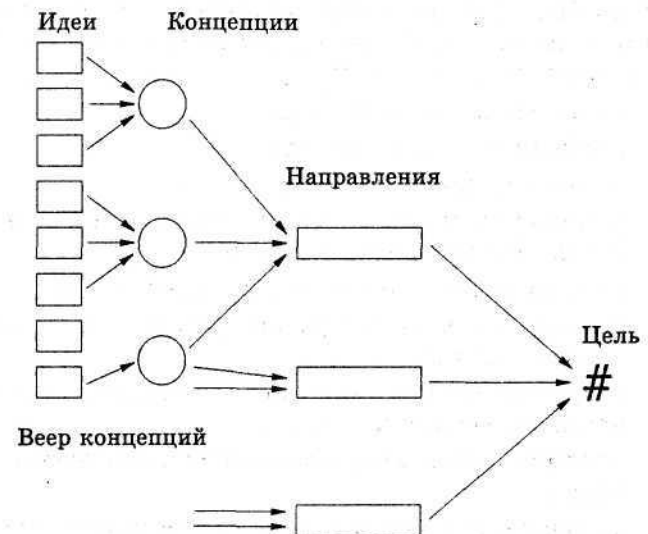 Идеи
Концепции
Направления
Цель
#
Веер концепций